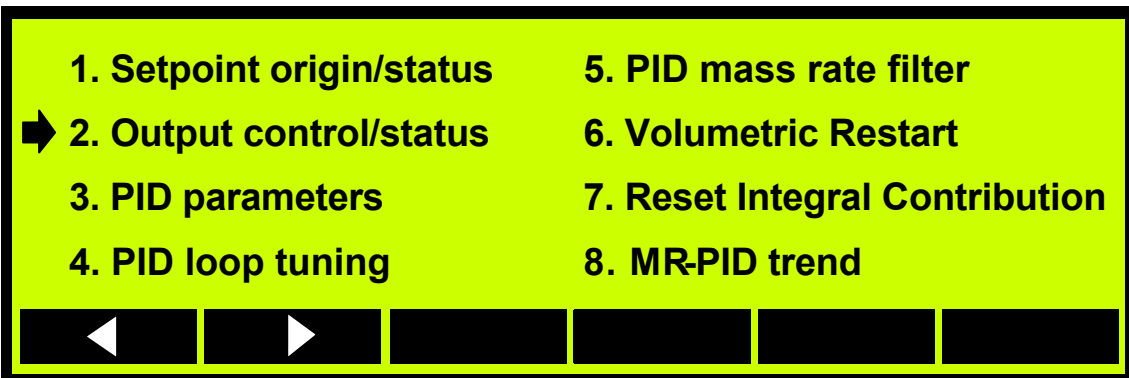 1. Setpoint origin/status
2. Output control/status
3. PID parameters
4. PID loop tuning
5. PID mass rate filter
6. Volumetric Restart
7. Reset Integral Contribution
8. MR-PID trend